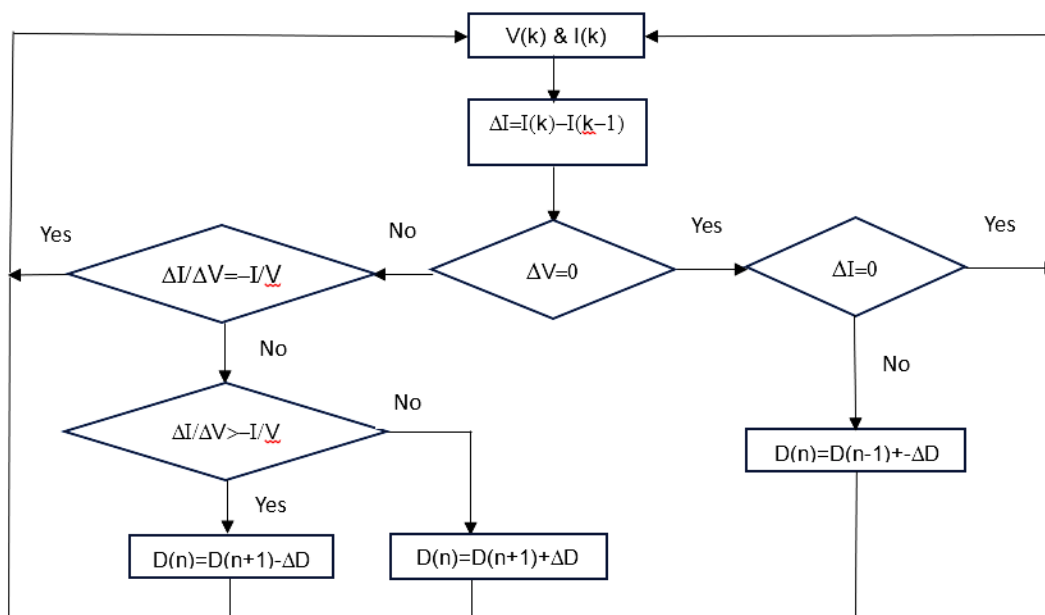 V(k) & I(k)
ΔI=I(k)−I(k−1)
Yes
No
Yes
Yes
ΔI/ΔV=−I/V
ΔV=0
ΔI=0
No
No
ΔI/ΔV>−I/V
No
D(n)=D(n-1)+-ΔD
Yes
D(n)=D(n+1)-ΔD
D(n)=D(n+1)+ΔD